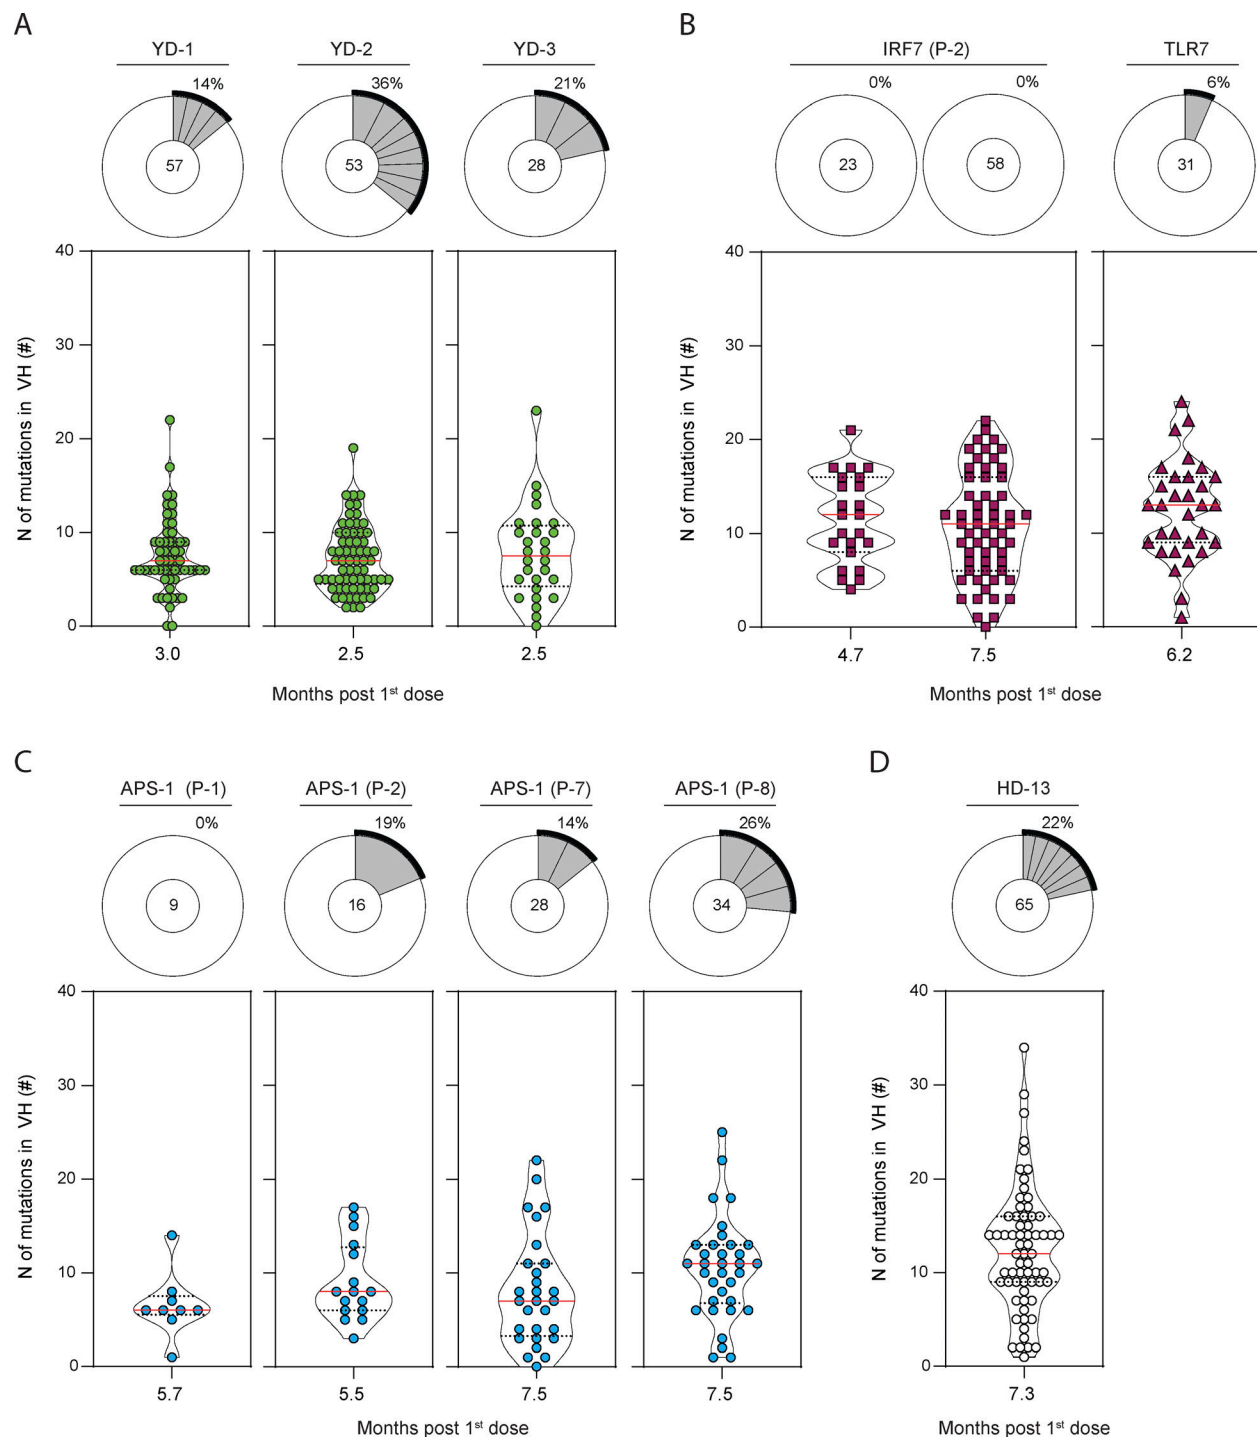 A
B
YD-1
YD-2
YD-3
IRF7 (P-2)
TLR7
14%
36%
21%
0%
0%
6%
57
53
28
23
58
31
40
30
20
10
0
N of mutations in VH (#)
3.0
2.5
2.5
Months post 1st dose
40
30
20
10
0
N of mutations in VH (#)
4.7
7.5
6.2
Months post 1st dose
C
D
APS-1 (P-1)
APS-1 (P-2)
APS-1 (P-7)
APS-1 (P-8)
HD-13
0%
19%
14%
26%
22%
9
16
28
34
65
40
30
20
10
0
N of mutations in VH (#)
5.7
5.5
7.5
7.5
Months post 1st dose
40
30
20
10
0
N of mutations in VH (#)
7.3
Months post 1st dose